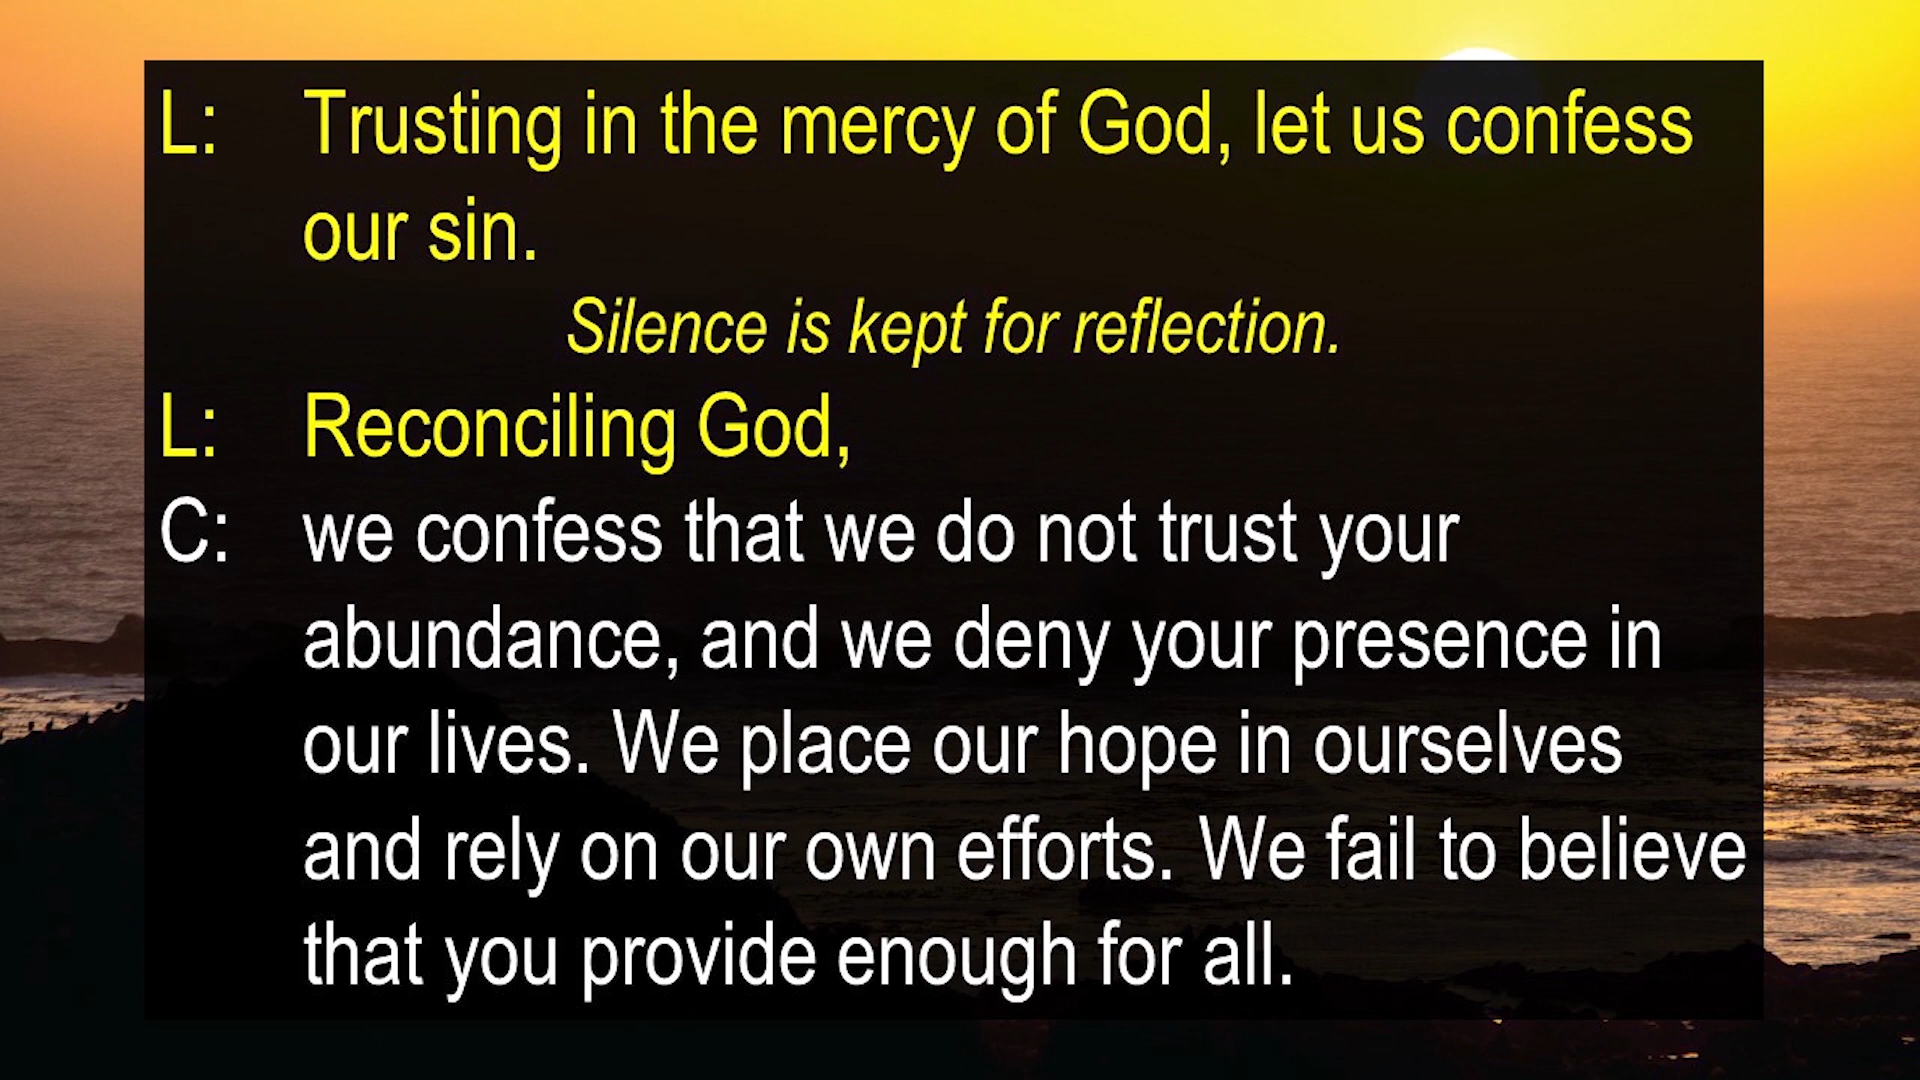 L: Trusting in the mercy of God, let us confess
our sin.
Silence is kept for reflection.
L: Reconciling God,
C: we confess that we do not trust your
abundance, and we deny your presence in
our lives. We place our hope in ourselves
and rely on our own efforts. We fail to believe
that you provide enough for all.